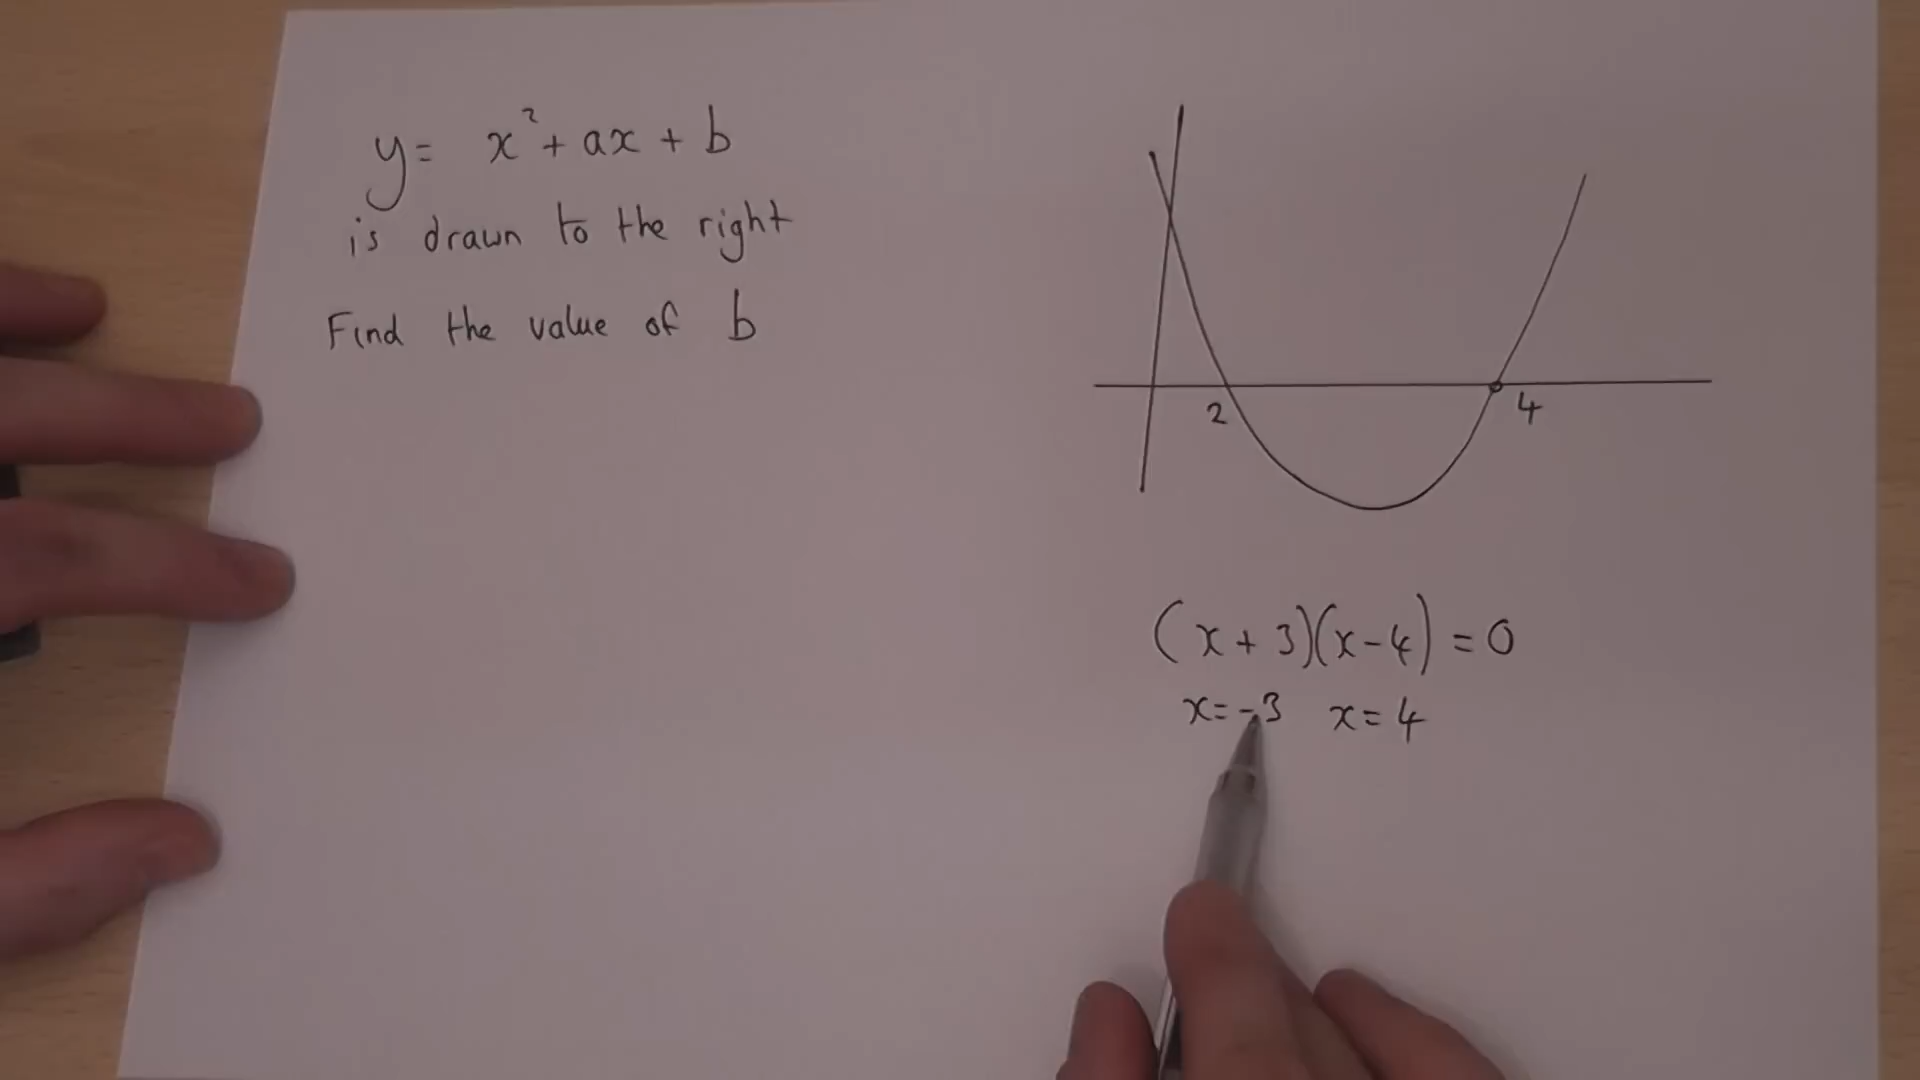 y = x² + ax + b
is drawn to the right
Find the value of b
2
4
(x + 3)(x - 4) = 0
x = -3 x = 4